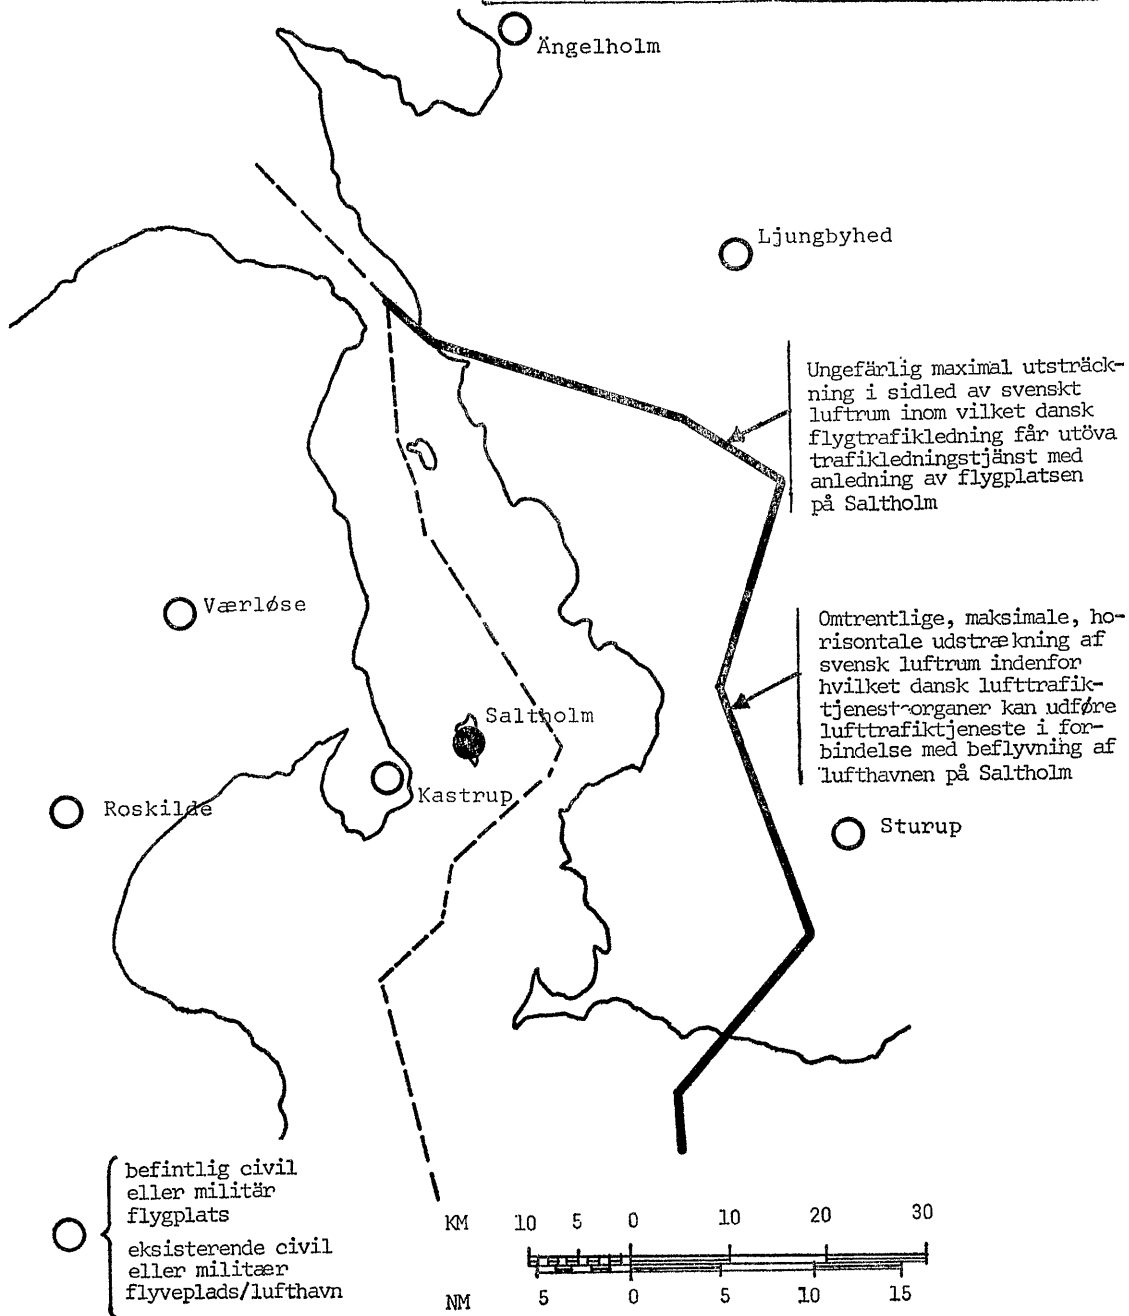 Ängelholm
Ljungbyhed
Ungefärlig maximal utsträck-
ning i sidled av svenskt
luftrum inom vilket dansk
flygtrafikledning får utöva
trafikledningstjänst med
anledning av flygplatsen
på Saltholm
Værløse
Omtrentlige, maksimale, ho-
risontale udstrækning af
svensk luftrum indenfor
hvilket dansk lufttrafik-
tjenestorganer kan udføre
lufttrafiktjeneste i for-
bindelse med beflyvning af
lufthavnen på Saltholm
Saltholm
Kastrup
Roskilde
Sturup
befintlig civil
eller militär
flygplats
eksisterende civil
eller militær
flyveplads/lufthavn
KM 10 5 0 10 20 30
NM 5 0 5 10 15